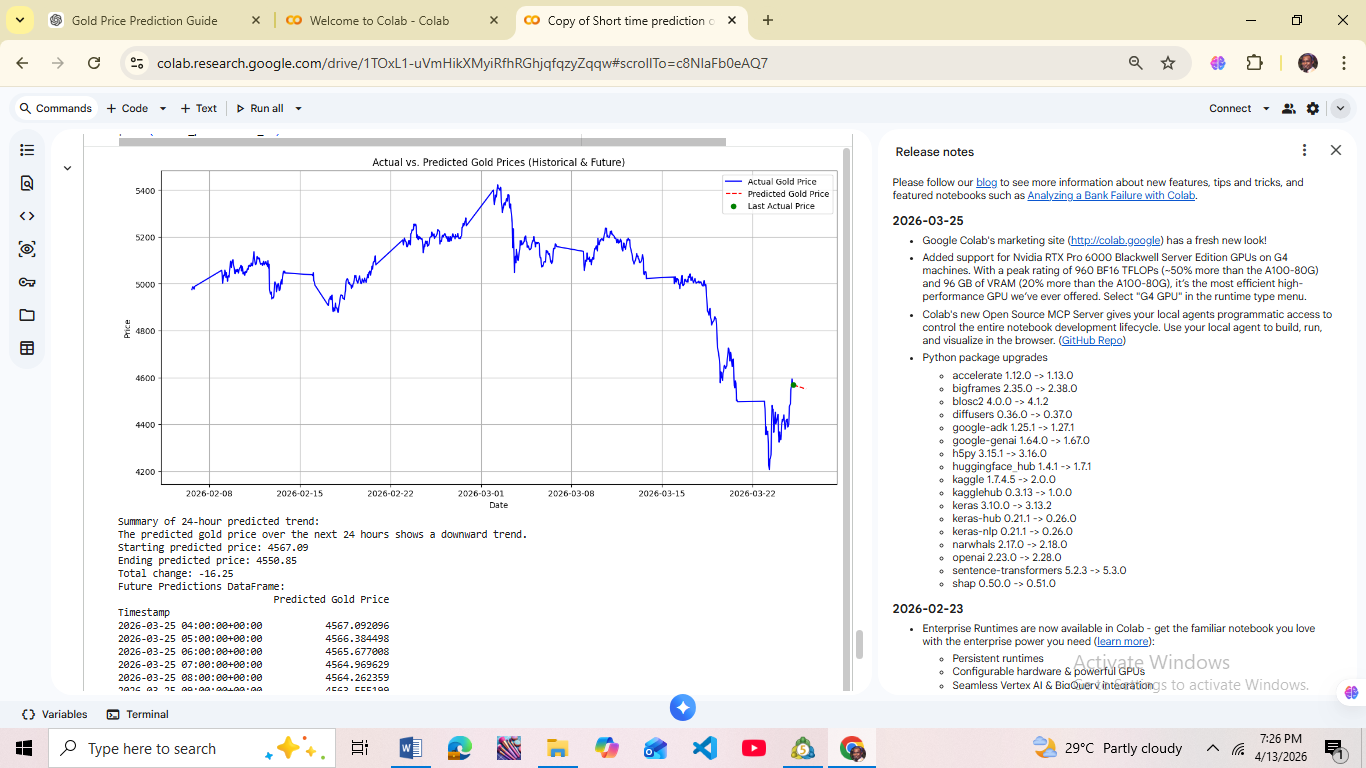 Gold Price Prediction Guide
Welcome to Colab - Colab
Copy of Short time prediction o
colab.research.google.com/drive/1TOxL1-uVmHikXMyiRfhRGhjqfqzyZqqw#scrollTo=c8NIaFb0eAQ7
Commands
+ Code
+ Text
Run all
Connect
Actual vs. Predicted Gold Prices (Historical & Future)
Actual Gold Price
Predicted Gold Price
Last Actual Price
5400
5200
5000
4800
4600
4400
4200
Price
2026-02-08
2026-02-15
2026-02-22
2026-03-01
2026-03-08
2026-03-15
2026-03-22
Date
Summary of 24-hour predicted trend:
The predicted gold price over the next 24 hours shows a downward trend.
Starting predicted price: 4567.09
Ending predicted price: 4550.85
Total change: -16.25
Future Predictions DataFrame:
Predicted Gold Price
Timestamp
2026-03-25 04:00:00+00:00 4567.092096
2026-03-25 05:00:00+00:00 4566.384498
2026-03-25 06:00:00+00:00 4565.677008
2026-03-25 07:00:00+00:00 4564.969629
2026-03-25 08:00:00+00:00 4564.262359
2026-03-25 09:00:00+00:00 4563.555199
Release notes
Please follow our blog to see more information about new features, tips and tricks, and
featured notebooks such as Analyzing a Bank Failure with Colab.
2026-03-25
Google Colab's marketing site (http://colab.google) has a fresh new look!
Added support for Nvidia RTX Pro 6000 Blackwell Server Edition GPUs on G4
machines. With a peak rating of 960 BF16 TFLOPs (~50% more than the A100-80G)
and 96 GB of VRAM (20% more than the A100-80G), it's the most efficient high-
performance GPU we've ever offered. Select "G4 GPU" in the runtime type menu.
Colab's new Open Source MCP Server gives your local agents programmatic access to
control the entire notebook development lifecycle. Use your local agent to build, run,
and visualize in the browser. (GitHub Repo)
Python package upgrades
accelerate 1.12.0 -> 1.13.0
bigframes 2.35.0 -> 2.38.0
blosc2 4.0.0 -> 4.1.2
diffusers 0.36.0 -> 0.37.0
google-adk 1.25.1 -> 1.27.1
google-genai 1.64.0 -> 1.67.0
h5py 3.15.1 -> 3.16.0
huggingface_hub 1.4.1 -> 1.7.1
kaggle 1.7.4.5 -> 2.0.0
kagglehub 0.3.13 -> 1.0.0
keras 3.10.0 -> 3.13.2
keras-hub 0.21.1 -> 0.26.0
keras-nlp 0.21.1 -> 0.26.0
narwhals 2.17.0 -> 2.18.0
openai 2.23.0 -> 2.28.0
sentence-transformers 5.2.3 -> 5.3.0
shap 0.50.0 -> 0.51.0
2026-02-23
Enterprise Runtimes are now available in Colab - get the familiar notebook you love
with the enterprise power you need (learn more):
Persistent runtimes
Configurable hardware & powerful GPUs
Seamless Vertex AI & BigQuery integration
Activate Windows
Go to Settings to activate Windows.
Variables
Terminal
Type here to search
29°C Partly cloudy
7:26 PM
4/13/2026
1